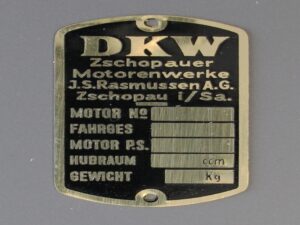 DKW
Zschopauer
Motorenwerke
J.S. Rasmussen A.G.
Zschopau i/Sa.
MOTOR No
FAHRGES
MOTOR P.S.
HUBRAUM ccm
GEWICHT Kg